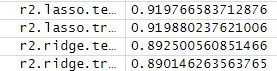 r2.lasso.te… 0.919766583712876
r2.lasso.tr… 0.919880237621004
r2.ridge.te… 0.892500560851466
r2.ridge.tr… 0.890146263563765